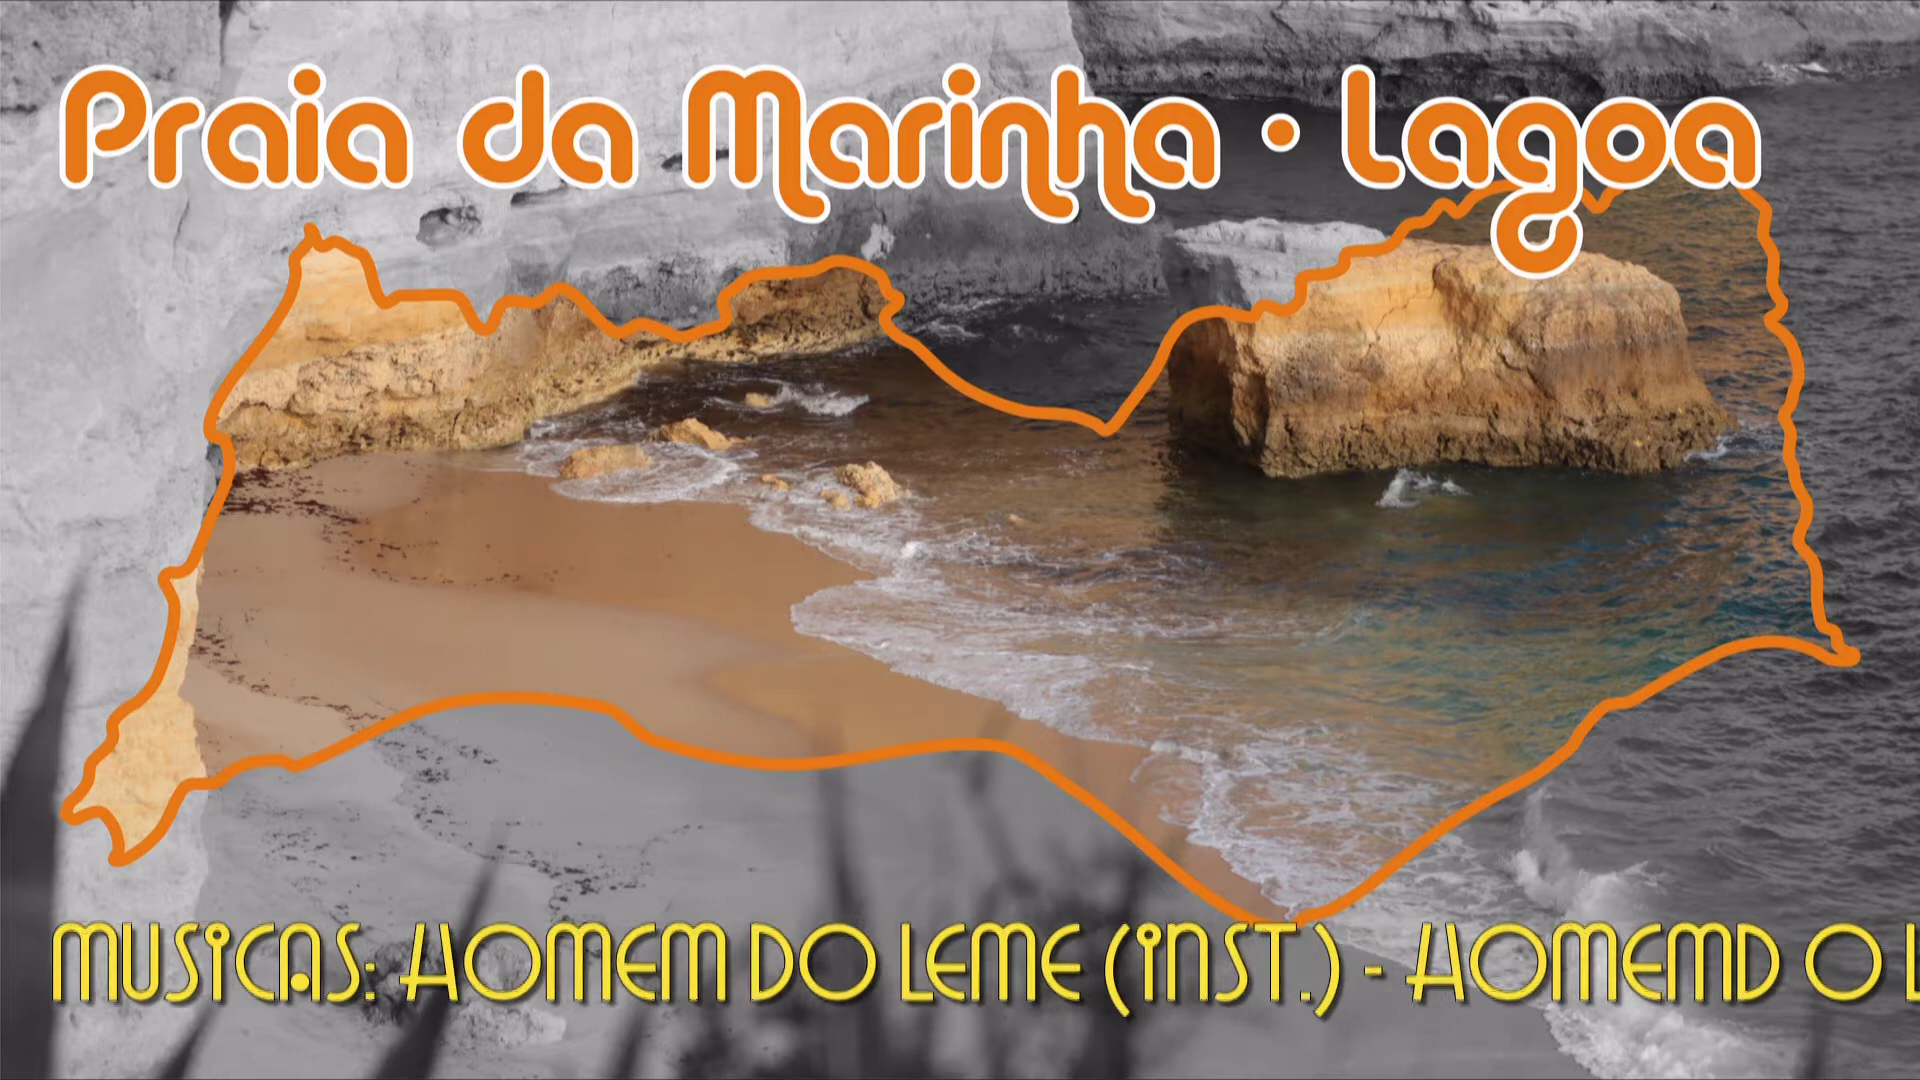 Praia da Marinha • Lagoa
MUSICAS: HOMEM DO LEME (INST.) - HOMEMD O L